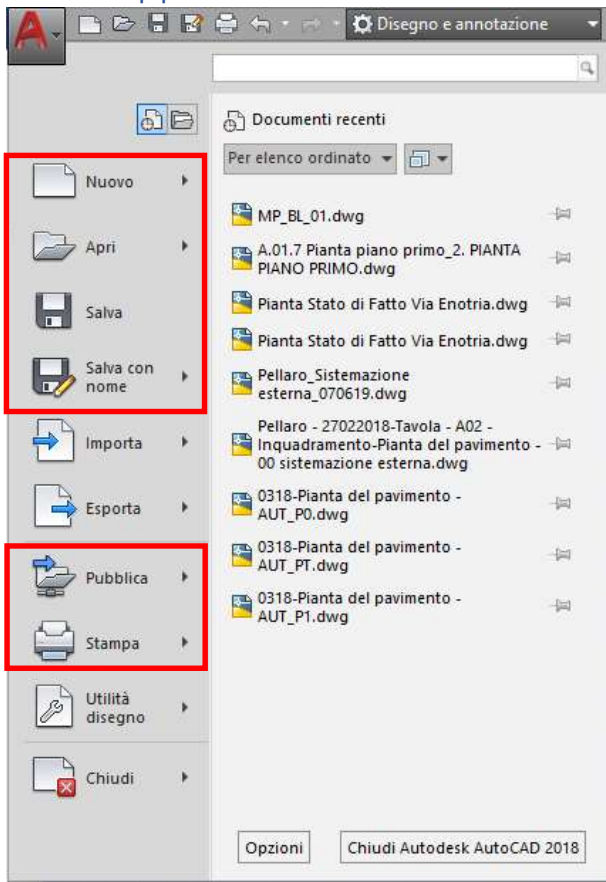 A
Disegno e annotazione
Documenti recenti
Per elenco ordinato
Nuovo
MP_BL_01.dwg
Apri
A.01.7 Pianta piano primo_2. PIANTA
PIANO PRIMO.dwg
Salva
Pianta Stato di Fatto Via Enotria.dwg
Pianta Stato di Fatto Via Enotria.dwg
Salva con
nome
Pellaro_Sistemazione
esterna_070619.dwg
Importa
Pellaro - 27022018-Tavola - A02 -
Inquadramento-Pianta del pavimento -
00 sistemazione esterna.dwg
Esporta
0318-Pianta del pavimento -
AUT_P0.dwg
Pubblica
0318-Pianta del pavimento -
AUT_PT.dwg
0318-Pianta del pavimento -
AUT_P1.dwg
Stampa
Utilità
disegno
Chiudi
Opzioni
Chiudi Autodesk AutoCAD 2018